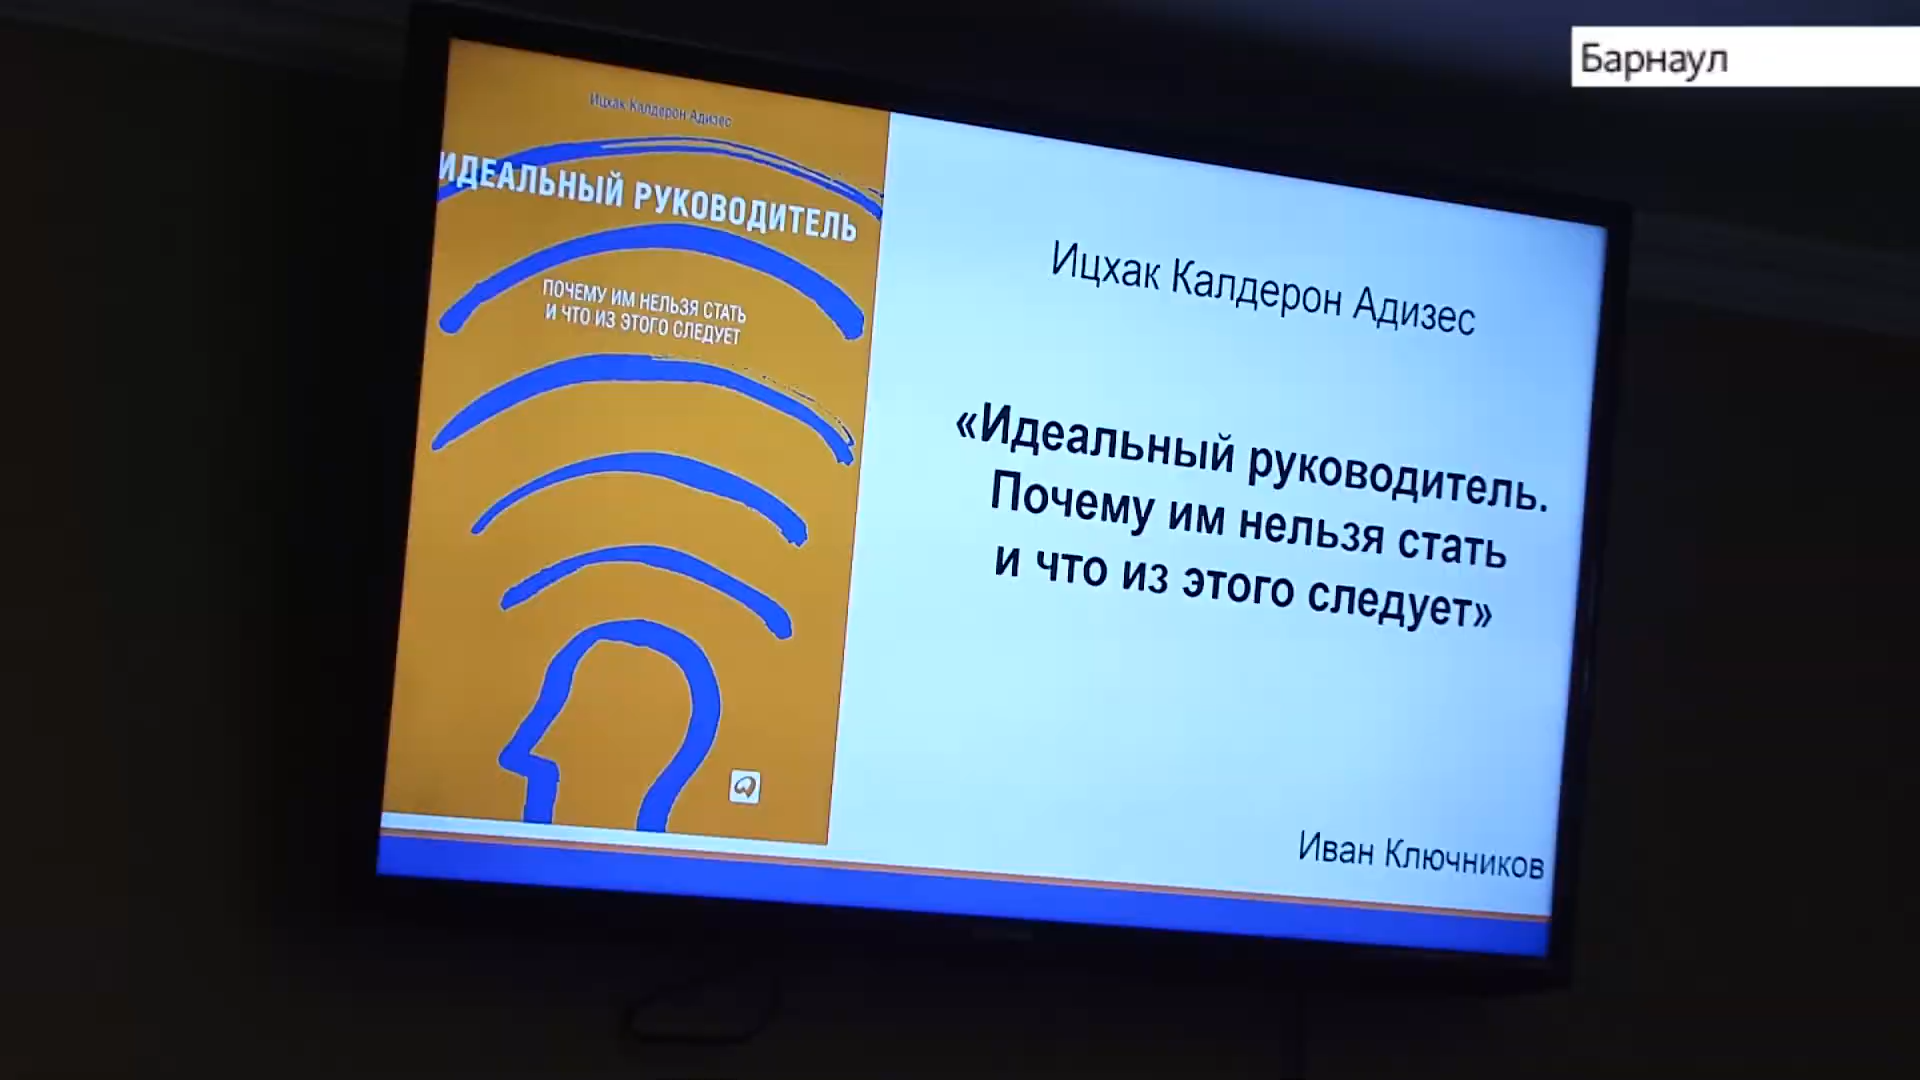 Барнаул
Ицхак Калдерон Адизес
ИДЕАЛЬНЫЙ РУКОВОДИТЕЛЬ
ПОЧЕМУ ИМ НЕЛЬЗЯ СТАТЬ
И ЧТО ИЗ ЭТОГО СЛЕДУЕТ
Ицхак Калдерон Адизес
«Идеальный руководитель.
Почему им нельзя стать
и что из этого следует»
Иван Ключников